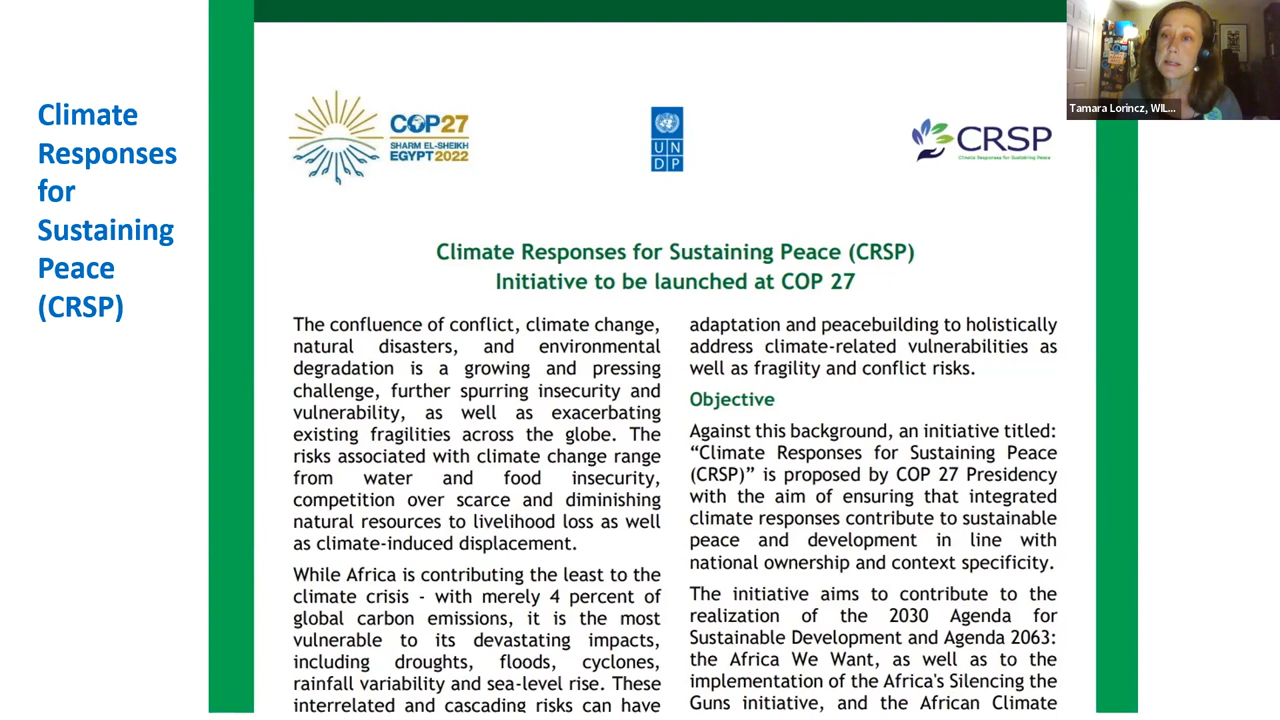 Climate
Responses
for
Sustaining
Peace
(CRSP)
COP27
SHARM EL-SHEIKH
EGYPT2022
U N
D P
CRSP
Climate Responses for Sustaining Peace
Tamara Lorincz, WIL...
Climate Responses for Sustaining Peace (CRSP)
Initiative to be launched at COP 27
The confluence of conflict, climate change,
natural disasters, and environmental
degradation is a growing and pressing
challenge, further spurring insecurity and
vulnerability, as well as exacerbating
existing fragilities across the globe. The
risks associated with climate change range
from water and food insecurity,
competition over scarce and diminishing
natural resources to livelihood loss as well
as climate-induced displacement.
While Africa is contributing the least to the
climate crisis - with merely 4 percent of
global carbon emissions, it is the most
vulnerable to its devastating impacts,
including droughts, floods, cyclones,
rainfall variability and sea-level rise. These
interrelated and cascading risks can have
adaptation and peacebuilding to holistically
address climate-related vulnerabilities as
well as fragility and conflict risks.
Objective
Against this background, an initiative titled:
“Climate Responses for Sustaining Peace
(CRSP)” is proposed by COP 27 Presidency
with the aim of ensuring that integrated
climate responses contribute to sustainable
peace and development in line with
national ownership and context specificity.
The initiative aims to contribute to the
realization of the 2030 Agenda for
Sustainable Development and Agenda 2063:
the Africa We Want, as well as to the
implementation of the Africa's Silencing the
Guns initiative, and the African Climate